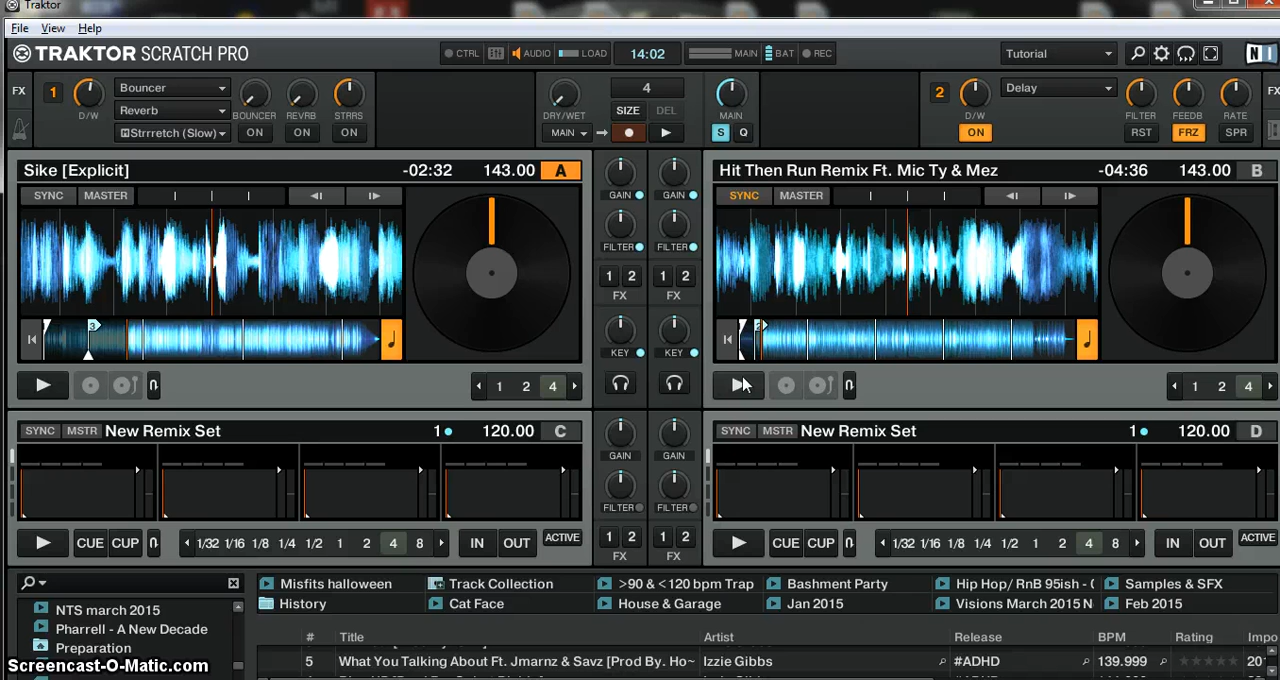 Traktor
File View Help
TRAKTOR SCRATCH PRO CTRL AUDIO LOAD 14:02 MAIN BAT REC Tutorial NI
FX 1 D/W Bouncer Reverb Strrretch (Slow) BOUNCER REVRB STRRS ON ON ON
DRY/WET MAIN 4 SIZE DEL MAIN S Q
2 D/W ON Delay FILTER FEEDB RATE RST FRZ SPR FX
Sike [Explicit] -02:32 143.00 A
SYNC MASTER
3
1 2 4
GAIN GAIN
FILTER FILTER
1 2 1 2
FX FX
KEY KEY
Hit Then Run Remix Ft. Mic Ty & Mez -04:36 143.00 B
SYNC MASTER
1 2 4
SYNC MSTR New Remix Set 1 120.00 C
CUE CUP 1/32 1/16 1/8 1/4 1/2 1 2 4 8 IN OUT ACTIVE
GAIN GAIN
FILTER FILTER
1 2 1 2
FX FX
SYNC MSTR New Remix Set 1 120.00 D
CUE CUP 1/32 1/16 1/8 1/4 1/2 1 2 4 8 IN OUT ACTIVE
Misfits halloween Track Collection >90 & <120 bpm Trap Bashment Party Hip Hop/ RnB 95ish - ( Samples & SFX
History Cat Face House & Garage Jan 2015 Visions March 2015 N Feb 2015
NTS march 2015
Pharrell - A New Decade
Preparation
# Title Artist Release BPM Rating Impo
5 What You Talking About Ft. Jmarnz & Savz [Prod By. Ho~ Izzie Gibbs #ADHD 139.999 20
Screencast-O-Matic.com